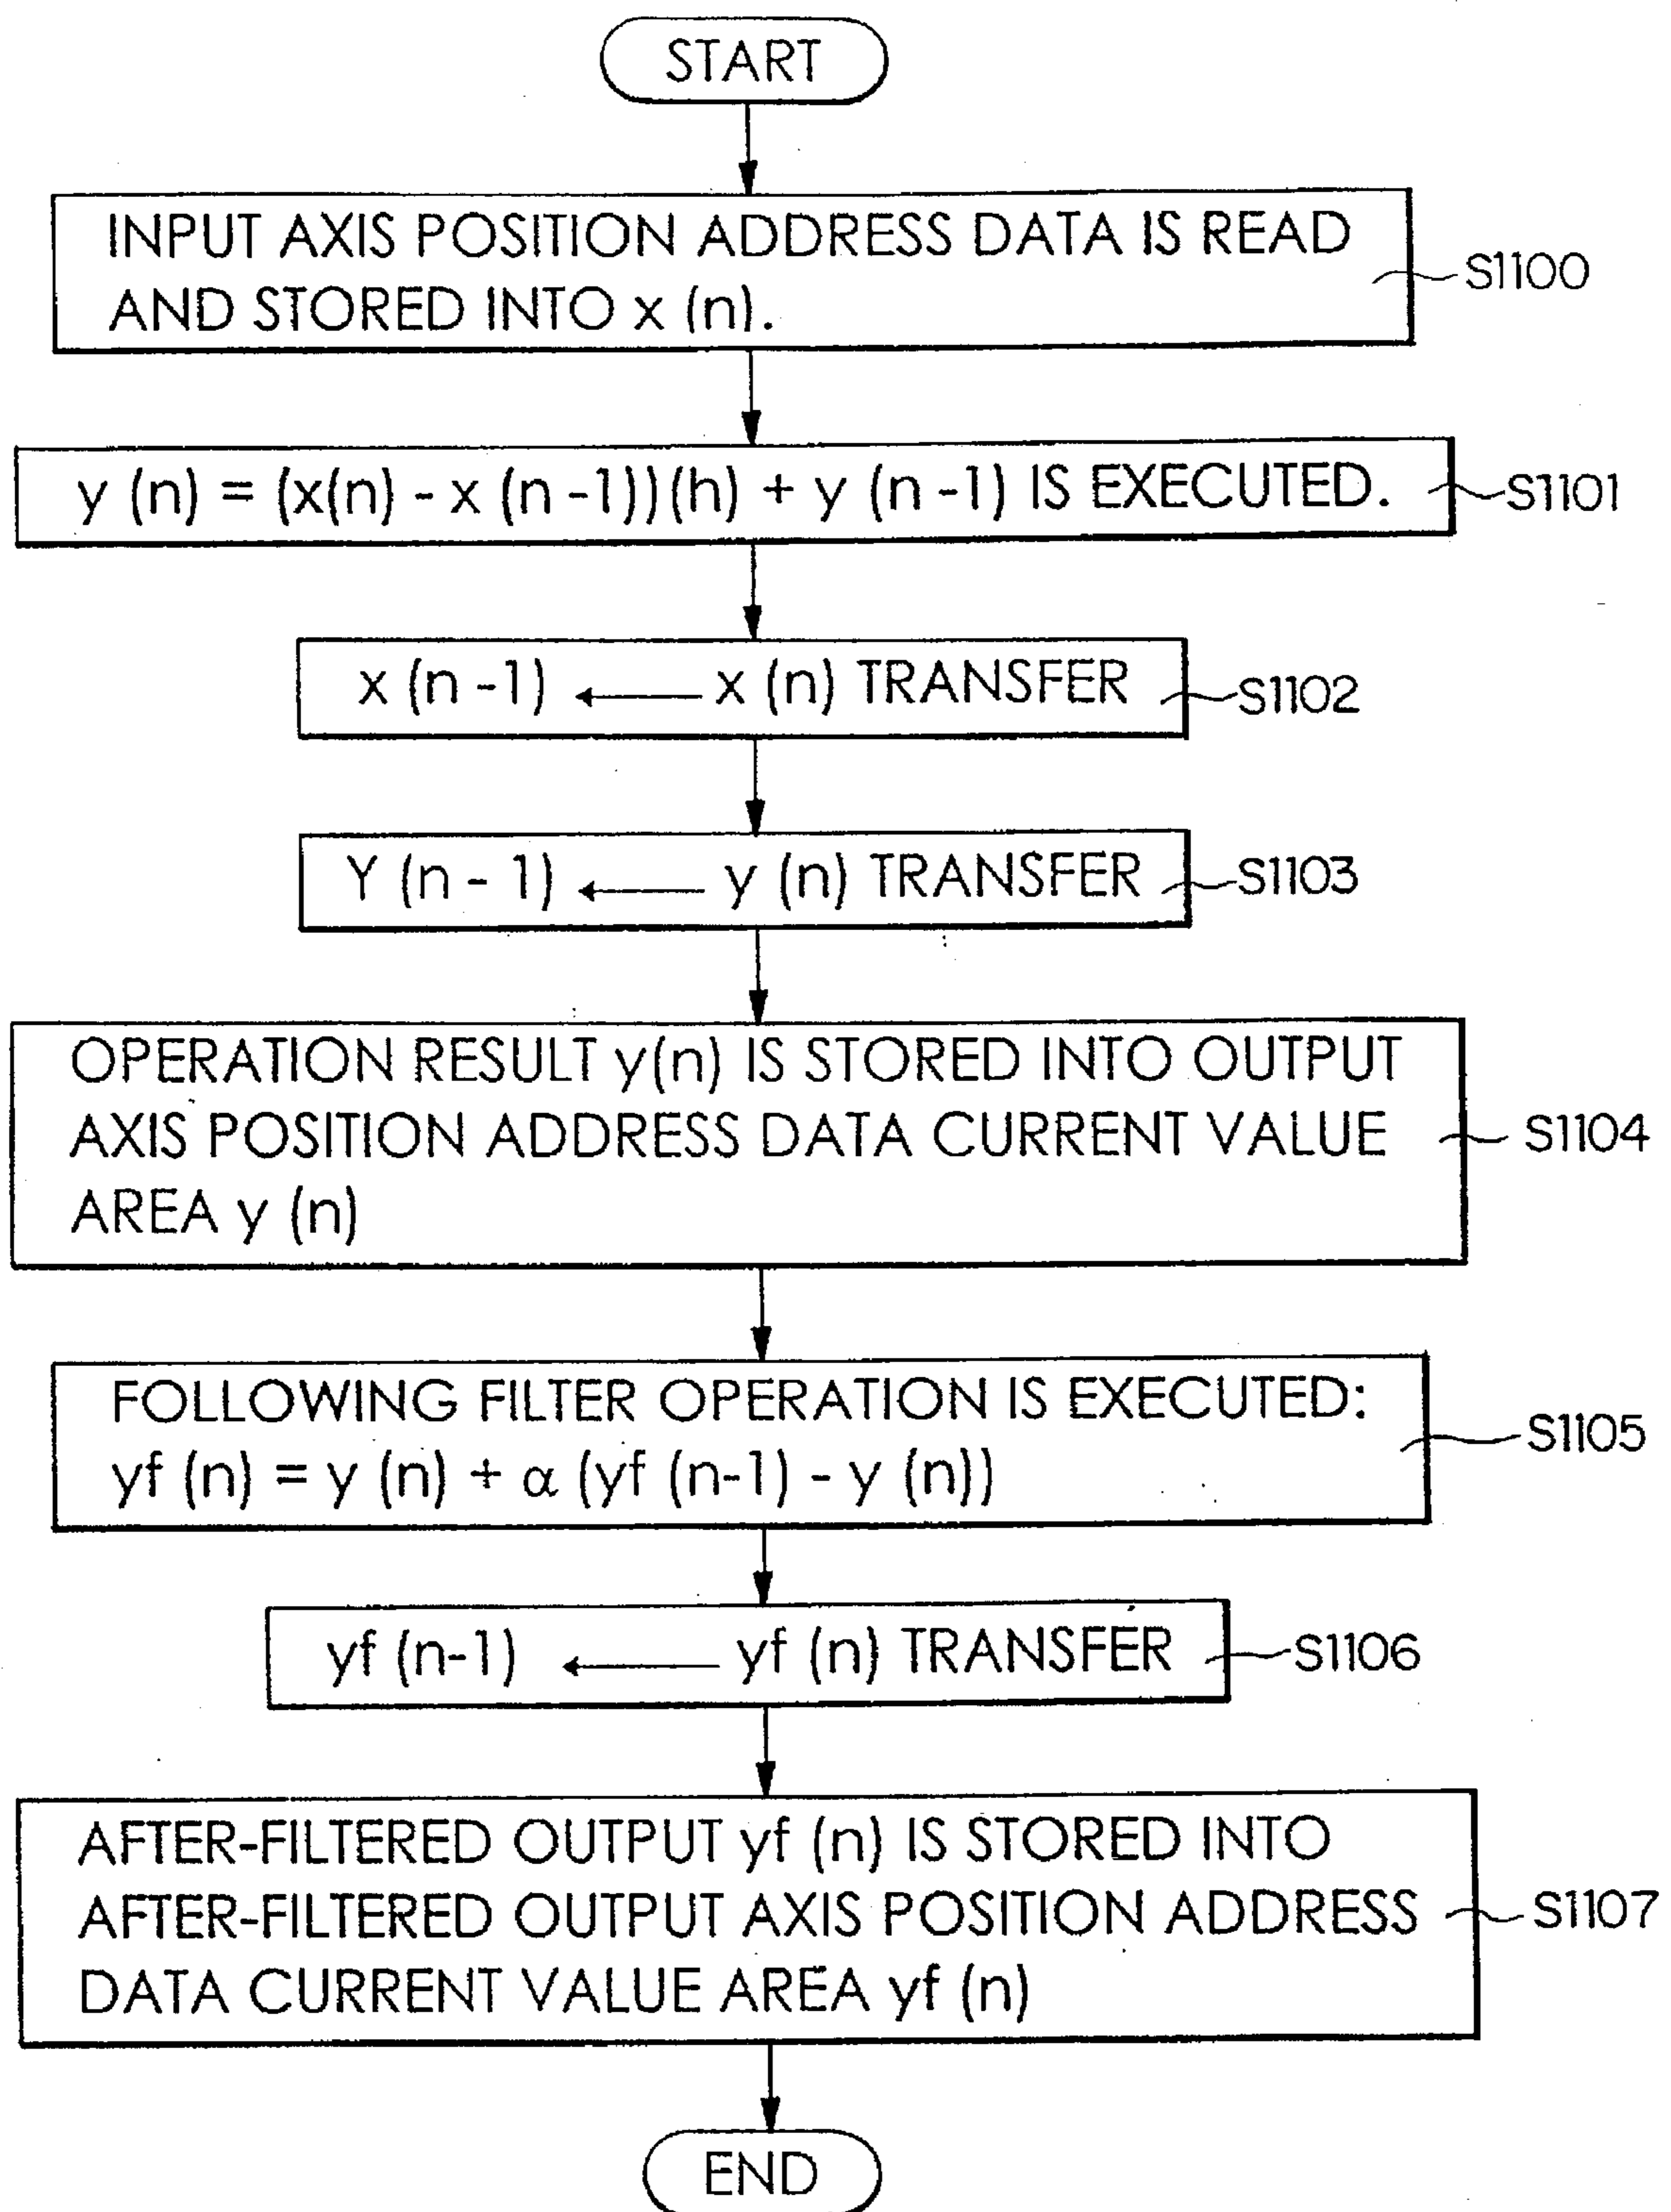 START
INPUT AXIS POSITION ADDRESS DATA IS READ
AND STORED INTO x (n).
S1100
y (n) = (x(n) - x (n -1))(h) + y (n -1) IS EXECUTED.
S1101
x (n -1) ← x (n) TRANSFER
S1102
Y (n - 1) ← y (n) TRANSFER
S1103
OPERATION RESULT y(n) IS STORED INTO OUTPUT
AXIS POSITION ADDRESS DATA CURRENT VALUE
AREA y (n)
S1104
FOLLOWING FILTER OPERATION IS EXECUTED:
yf (n) = y (n) + α (yf (n-1) - y (n))
S1105
yf (n-1) ← yf (n) TRANSFER
S1106
AFTER-FILTERED OUTPUT yf (n) IS STORED INTO
AFTER-FILTERED OUTPUT AXIS POSITION ADDRESS
DATA CURRENT VALUE AREA yf (n)
S1107
END